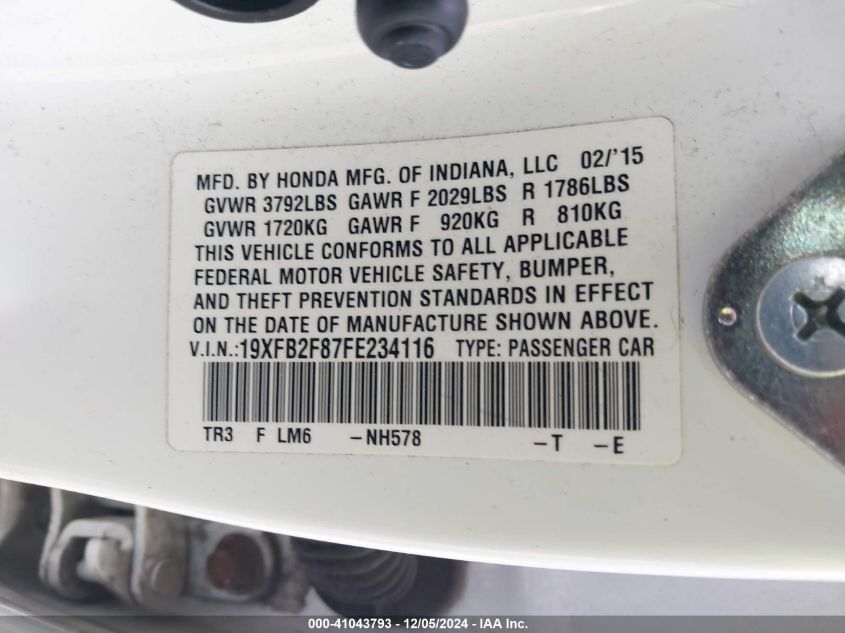 MFD. BY HONDA MFG. OF INDIANA, LLC 02/'15
GVWR 3792LBS GAWR F 2029LBS R 1786LBS
GVWR 1720KG GAWR F 920KG R 810KG
THIS VEHICLE CONFORMS TO ALL APPLICABLE
FEDERAL MOTOR VEHICLE SAFETY, BUMPER,
AND THEFT PREVENTION STANDARDS IN EFFECT
ON THE DATE OF MANUFACTURE SHOWN ABOVE.
V.I.N.:19XFB2F87FE234116 TYPE: PASSENGER CAR
TR3 F LM6 -NH578 -T -E
000-41043793 - 12/05/2024 - IAA Inc.